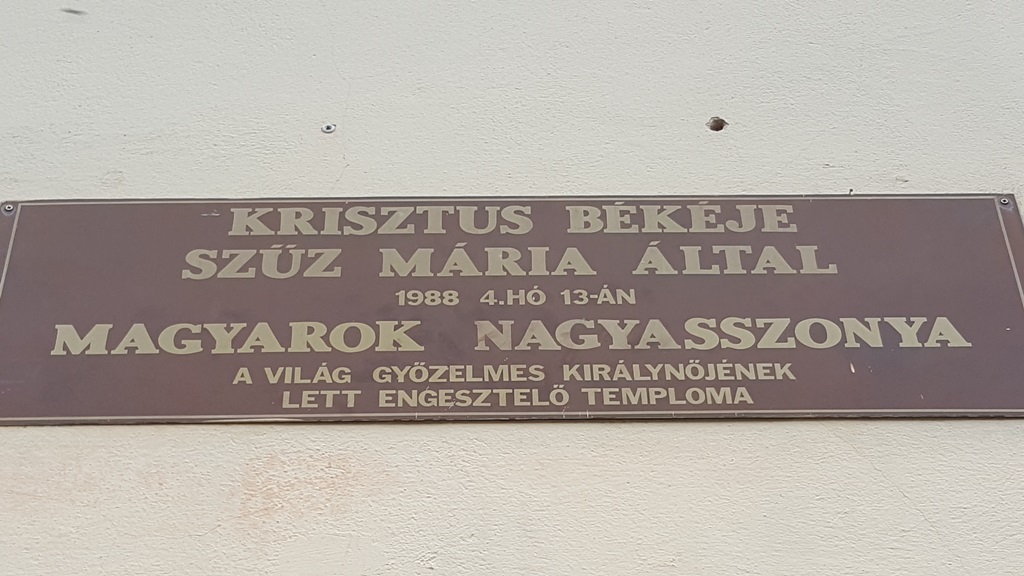 KRISZTUS BÉKÉJE
SZŰZ MÁRIA ÁLTAL
1988 4.HÓ 13-ÁN
MAGYAROK NAGYASSZONYA
A VILÁG GYŐZELMES KIRÁLYNŐJÉNEK
LETT ENGESZTELŐ TEMPLOMA